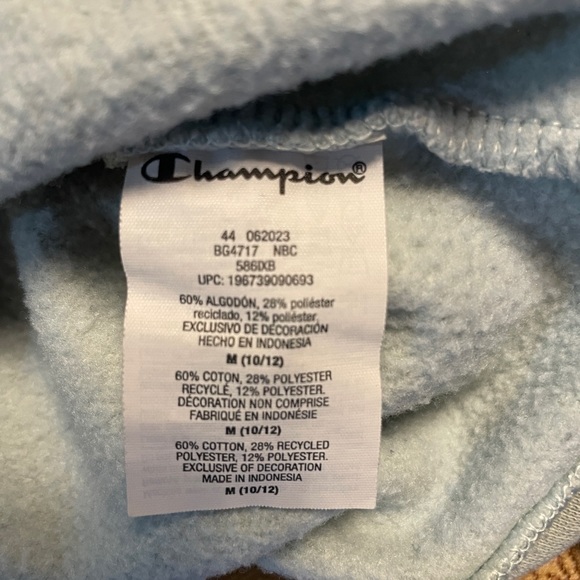 Champion®
44 062023
BG4717 NBC
586IXB
UPC: 196739090693
60% ALGODÓN, 28% poliéster
reciclado, 12% poliéster,
EXCLUSIVO DE DECORACIÓN
HECHO EN INDONESIA
M (10/12)
60% COTON, 28% POLYESTER
RECYCLÉ, 12% POLYESTER.
DÉCORATION NON COMPRISE
FABRIQUÉ EN INDONÉSIE
M (10/12)
60% COTTON, 28% RECYCLED
POLYESTER, 12% POLYESTER.
EXCLUSIVE OF DECORATION
MADE IN INDONESIA
M (10/12)